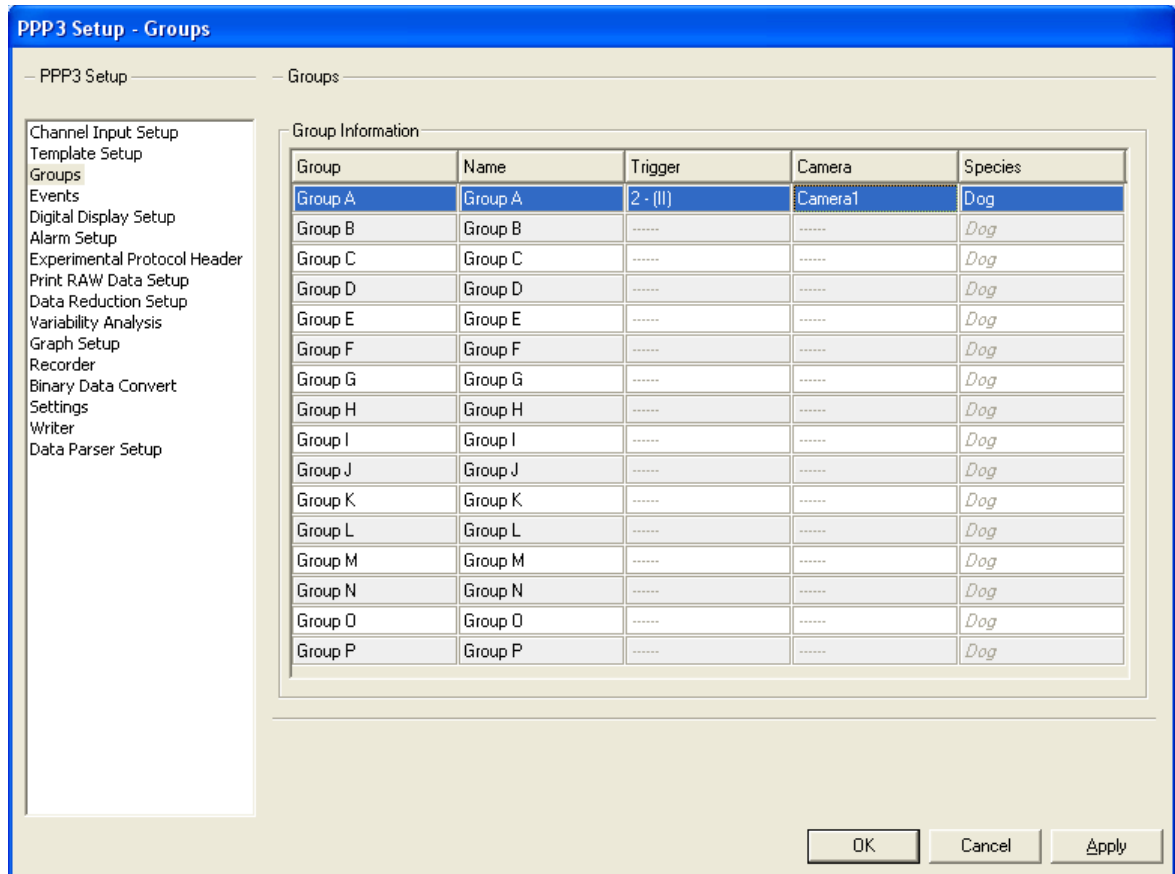 PPP3 Setup - Groups
PPP3 Setup
Channel Input Setup
Template Setup
Groups
Events
Digital Display Setup
Alarm Setup
Experimental Protocol Header
Print RAW Data Setup
Data Reduction Setup
Variability Analysis
Graph Setup
Recorder
Binary Data Convert
Settings
Writer
Data Parser Setup
Groups
Group Information
Group Name Trigger Camera Species
Group A Group A 2 - (II) Camera1 Dog
Group B Group B ------ ------ Dog
Group C Group C ------ ------ Dog
Group D Group D ------ ------ Dog
Group E Group E ------ ------ Dog
Group F Group F ------ ------ Dog
Group G Group G ------ ------ Dog
Group H Group H ------ ------ Dog
Group I Group I ------ ------ Dog
Group J Group J ------ ------ Dog
Group K Group K ------ ------ Dog
Group L Group L ------ ------ Dog
Group M Group M ------ ------ Dog
Group N Group N ------ ------ Dog
Group O Group O ------ ------ Dog
Group P Group P ------ ------ Dog
OK Cancel Apply